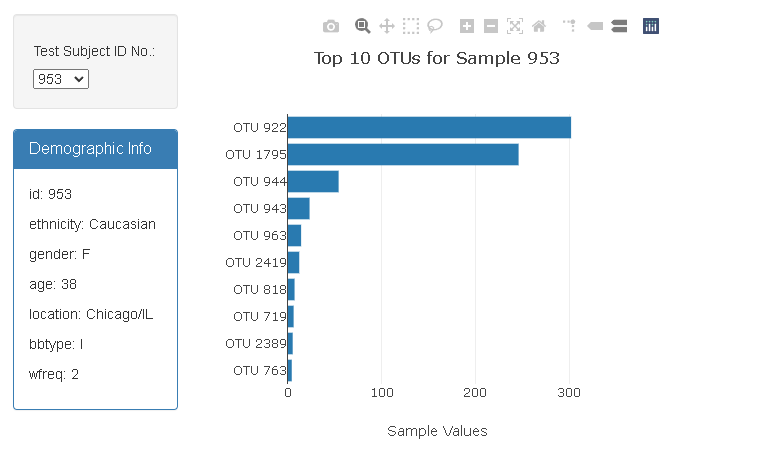 Test Subject ID No.:
953
Demographic Info
id: 953
ethnicity: Caucasian
gender: F
age: 38
location: Chicago/IL
bbtype: I
wfreq: 2
Top 10 OTUs for Sample 953
OTU 922
OTU 1795
OTU 944
OTU 943
OTU 963
OTU 2419
OTU 818
OTU 719
OTU 2389
OTU 763
0 100 200 300
Sample Values